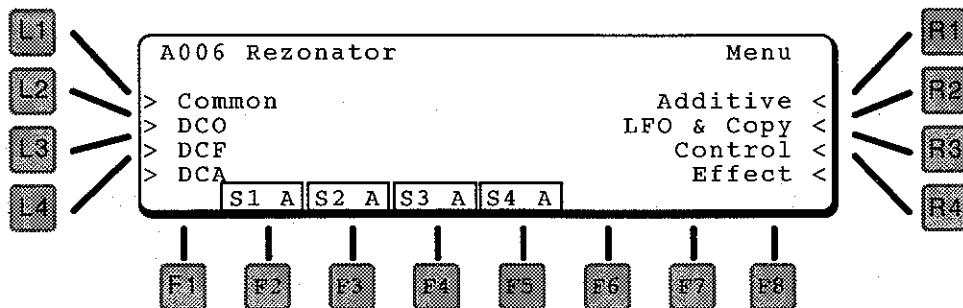 L1 R1
A006 Rezonator Menu
L2 > Common Additive < R2
> DCO LFO & Copy <
L3 > DCF Control < R3
> DCA Effect <
L4 S1 A S2 A S3 A S4 A R4
F1 F2 F3 F4 F5 F6 F7 F8